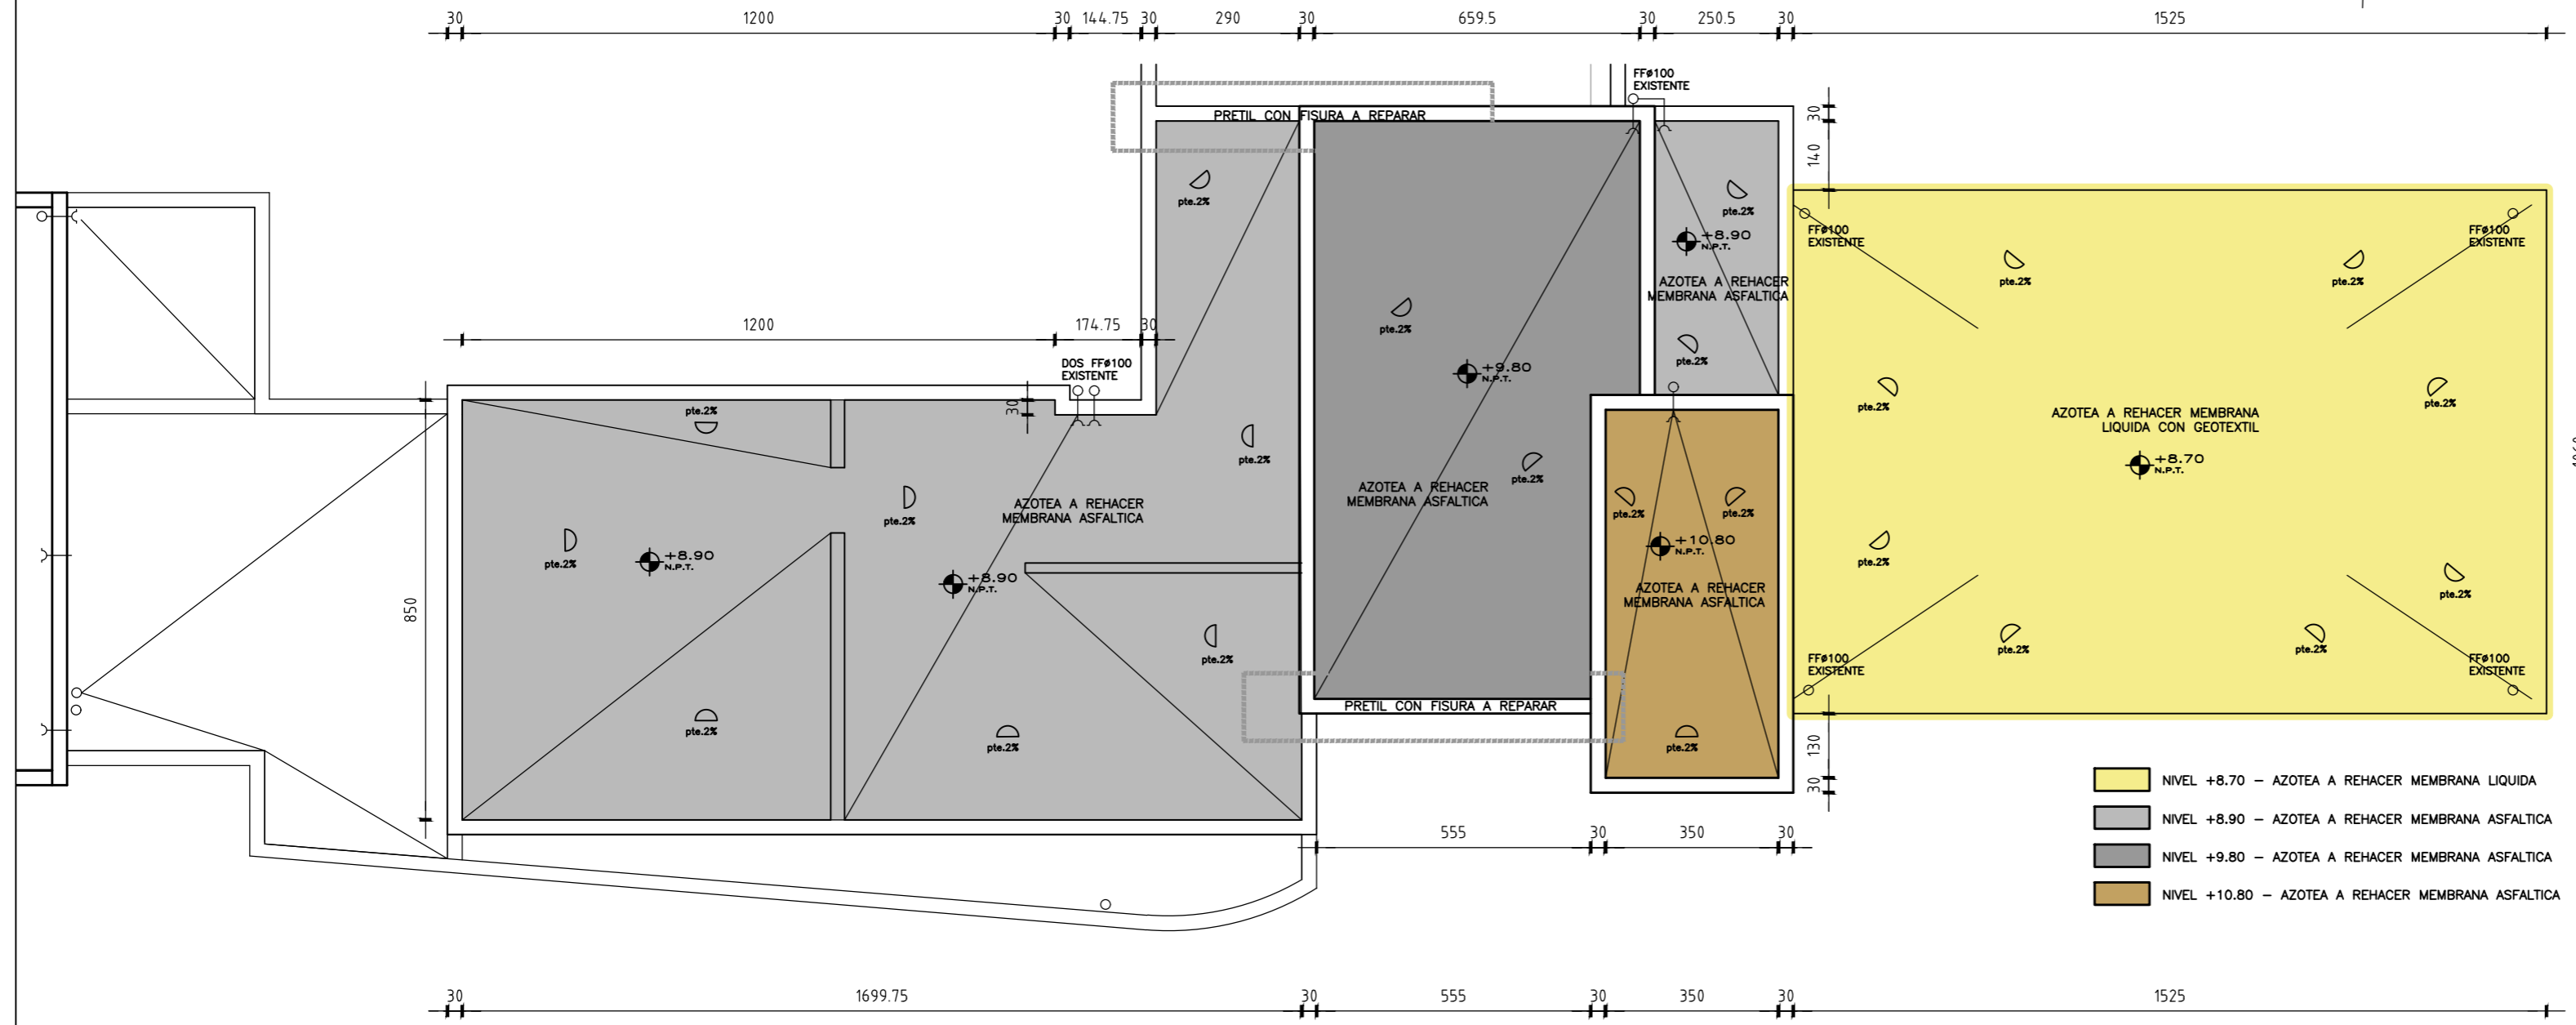 30 1200 30 144.75 30 290 30 659.5 30 250.5 30 1525
FFø100
EXISTENTE
PRETIL CON FISURA A REPARAR
30
140
pte.2%
pte.2%
+8.90
N.P.T.
AZOTEA A REHACER
MEMBRANA ASFALTICA
pte.2%
FFø100
EXISTENTE
FFø100
EXISTENTE
pte.2%
pte.2%
1200 174.75 30
pte.2%
DOS FFø100
EXISTENTE
30
+9.80
N.P.T.
AZOTEA A REHACER
MEMBRANA ASFALTICA
pte.2%
pte.2%
pte.2%
AZOTEA A REHACER MEMBRANA
LIQUIDA CON GEOTEXTIL
+8.70
N.P.T.
pte.2%
pte.2%
pte.2%
pte.2%
FFø100
EXISTENTE
FFø100
EXISTENTE
pte.2%
pte.2%
pte.2%
pte.2%
AZOTEA A REHACER
MEMBRANA ASFALTICA
pte.2%
+8.90
N.P.T.
+8.90
N.P.T.
850
pte.2%
pte.2%
pte.2%
pte.2%
pte.2%
+10.80
N.P.T.
AZOTEA A REHACER
MEMBRANA ASFALTICA
pte.2%
PRETIL CON FISURA A REPARAR
130
30
555 30 350 30
NIVEL +8.70 – AZOTEA A REHACER MEMBRANA LIQUIDA
NIVEL +8.90 – AZOTEA A REHACER MEMBRANA ASFALTICA
NIVEL +9.80 – AZOTEA A REHACER MEMBRANA ASFALTICA
NIVEL +10.80 – AZOTEA A REHACER MEMBRANA ASFALTICA
30 1699.75 30 555 30 350 30 1525